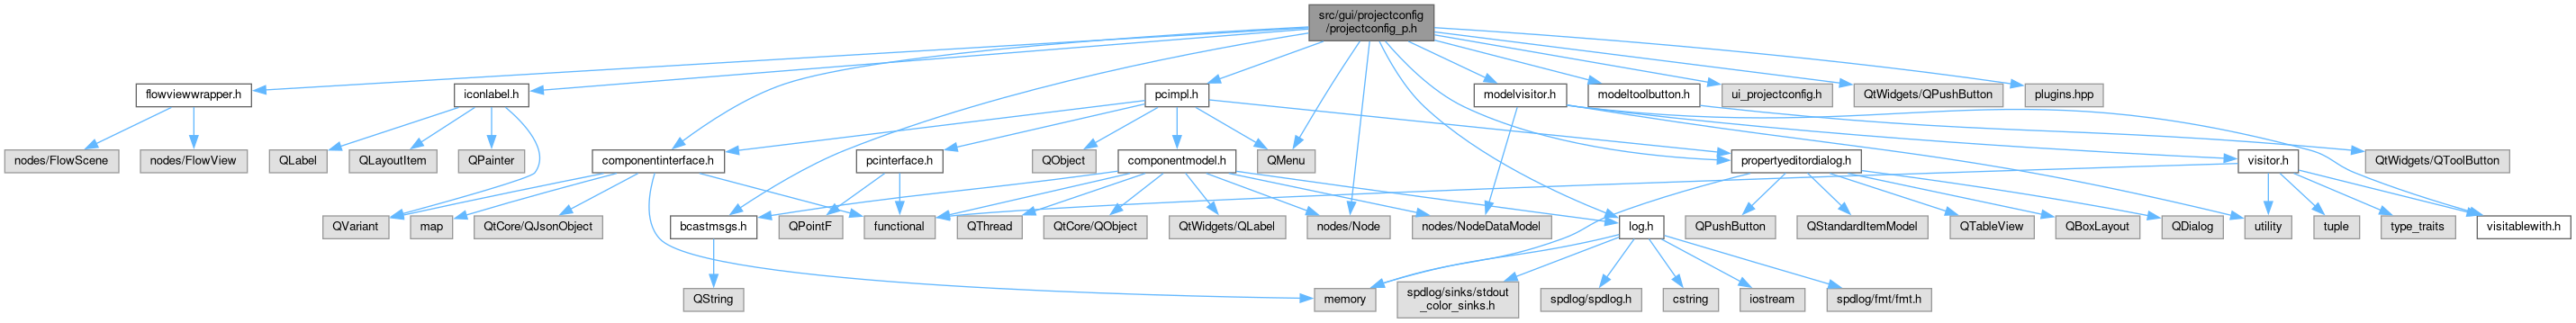 src/gui/projectconfig
/projectconfig_p.h
flowviewwrapper.h
iconlabel.h
pcimpl.h
modelvisitor.h
modeltoolbutton.h
ui_projectconfig.h
QtWidgets/QPushButton
plugins.hpp
nodes/FlowScene
nodes/FlowView
QLabel
QLayoutItem
QPainter
componentinterface.h
pcinterface.h
QObject
componentmodel.h
QMenu
propertyeditordialog.h
visitor.h
QtWidgets/QToolButton
QVariant
map
QtCore/QJsonObject
bcastmsgs.h
QPointF
functional
QThread
QtCore/QObject
QtWidgets/QLabel
nodes/Node
nodes/NodeDataModel
log.h
QPushButton
QStandardItemModel
QTableView
QBoxLayout
QDialog
utility
tuple
type_traits
visitablewith.h
QString
memory
spdlog/sinks/stdout
_color_sinks.h
spdlog/spdlog.h
cstring
iostream
spdlog/fmt/fmt.h